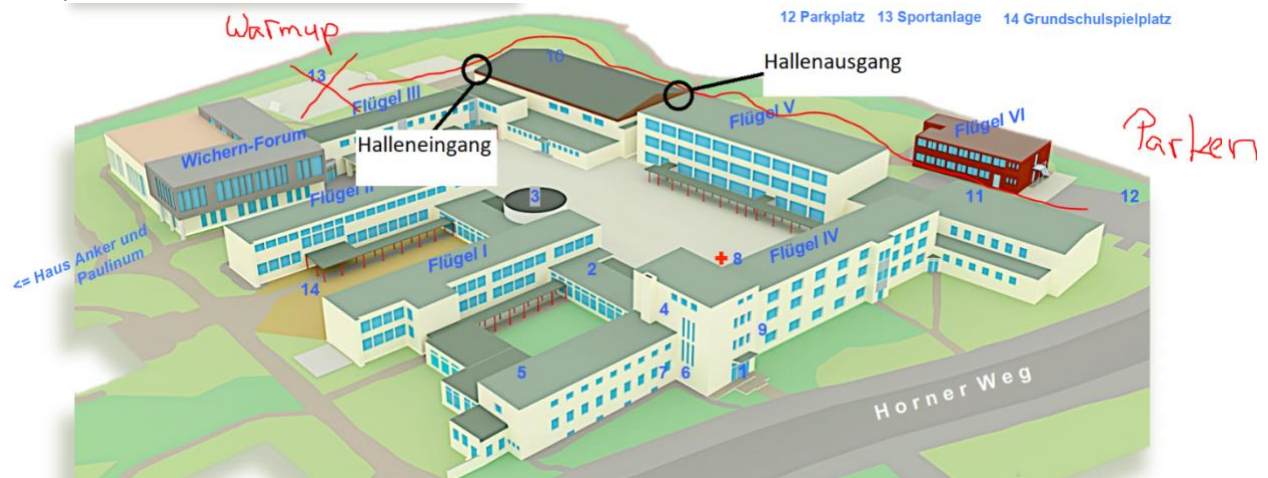 12 Parkplatz 13 Sportanlage 14 Grundschulspielplatz
Warmup
Hallenausgang
10
13
Flügel III
Flügel V
Flügel VI
Parken
Halleneingang
Wichern-Forum
Flügel II
3
11
12
<= Haus Anker und
Paulinum
Flügel I
8
Flügel IV
2
14
4
9
5
7
6
1
Horner Weg